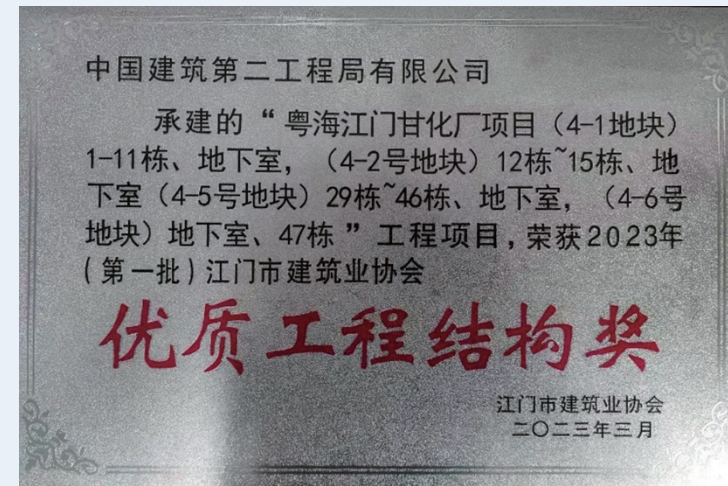 中国建筑第二工程局有限公司
承建的“粤海江门甘化厂项目（4-1地块）
1-11栋、地下室，（4-2号地块）12栋~15栋、地
下室（4-5号地块）29栋~46栋、地下室，（4-6号
地块）地下室、47栋”工程项目，荣获2023年
(第一批)江门市建筑业协会
优质工程结构奖
江门市建筑业协会
二〇二三年三月